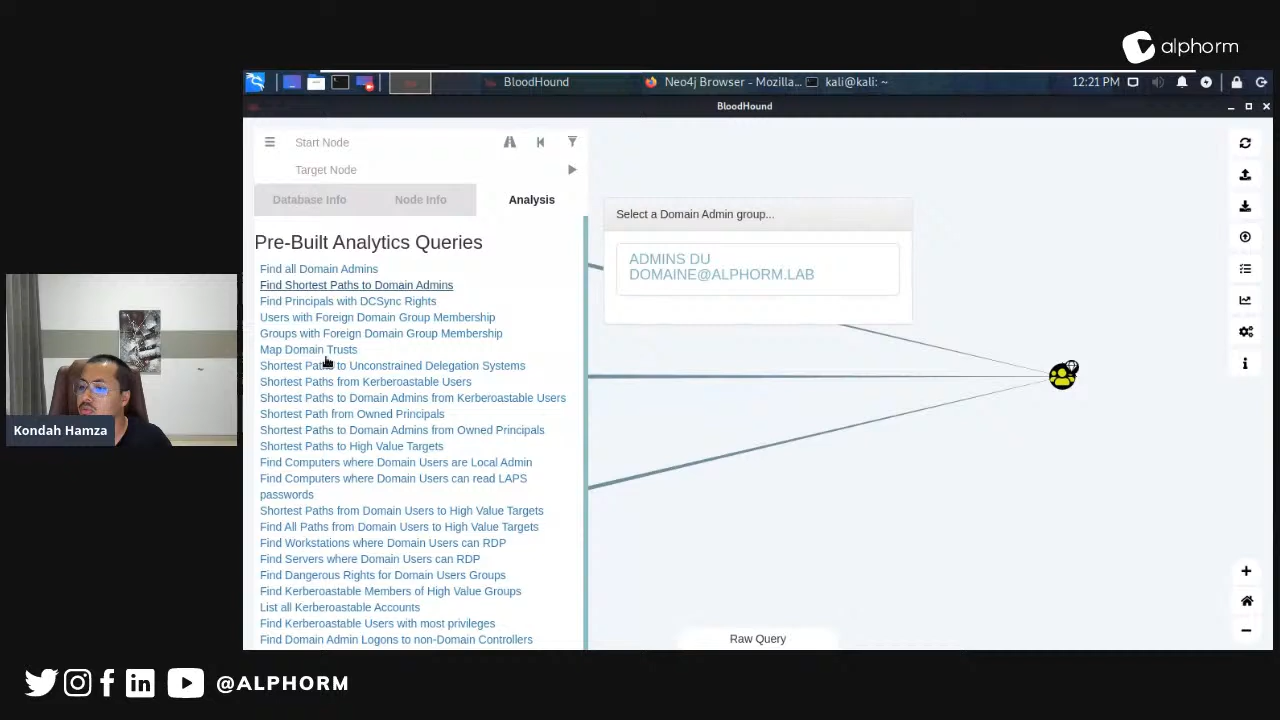 alphorm
BloodHound
Neo4j Browser - Mozilla...
kali@kali: ~
12:21 PM
BloodHound
Start Node
Target Node
Database Info
Node Info
Analysis
Pre-Built Analytics Queries
Find all Domain Admins
Find Shortest Paths to Domain Admins
Find Principals with DCSync Rights
Users with Foreign Domain Group Membership
Groups with Foreign Domain Group Membership
Map Domain Trusts
Shortest Paths to Unconstrained Delegation Systems
Shortest Paths from Kerberoastable Users
Shortest Paths to Domain Admins from Kerberoastable Users
Shortest Path from Owned Principals
Shortest Paths to Domain Admins from Owned Principals
Shortest Paths to High Value Targets
Find Computers where Domain Users are Local Admin
Find Computers where Domain Users can read LAPS
passwords
Shortest Paths from Domain Users to High Value Targets
Find All Paths from Domain Users to High Value Targets
Find Workstations where Domain Users can RDP
Find Servers where Domain Users can RDP
Find Dangerous Rights for Domain Users Groups
Find Kerberoastable Members of High Value Groups
List all Kerberoastable Accounts
Find Kerberoastable Users with most privileges
Find Domain Admin Logons to non-Domain Controllers
Select a Domain Admin group...
ADMINS DU
DOMAINE@ALPHORM.LAB
Raw Query
Kondah Hamza
@ALPHORM